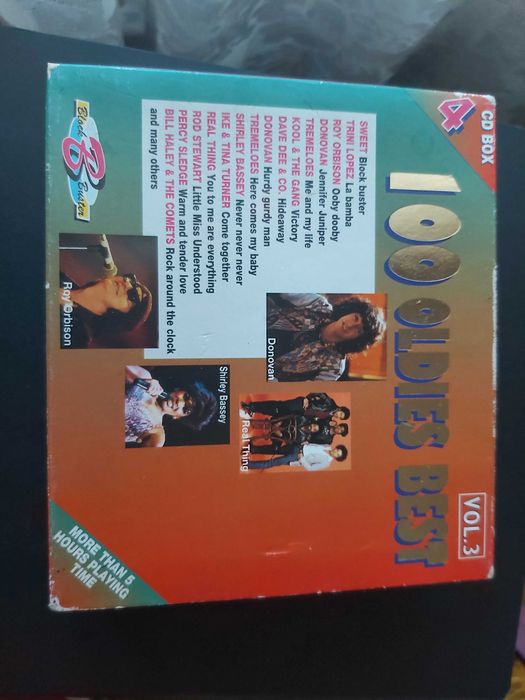 4
CD BOX
100 OLDIES BEST
VOL.3
SWEET Block buster
TRINI LOPEZ La bamba
ROY ORBISON Ooby dooby
DONOVAN Jennifer Juniper
TREMELOES Me and my life
KOOL & THE GANG Victory
DAVE DEE & CO. Hideaway
DONOVAN Hurdy gurdy man
TREMELOES Here comes my baby
SHIRLEY BASSEY Never never never
IKE & TINA TURNER Come together
REAL THING You to me are everything
ROD STEWART Little Miss Understood
PERCY SLEDGE Warm and tender love
BILL HALEY & THE COMETS Rock around the clock
and many others
Donovan
Real Thing
Shirley Bassey
Roy Orbison
Block
B
Buster
MORE THAN 5
HOURS PLAYING
TIME